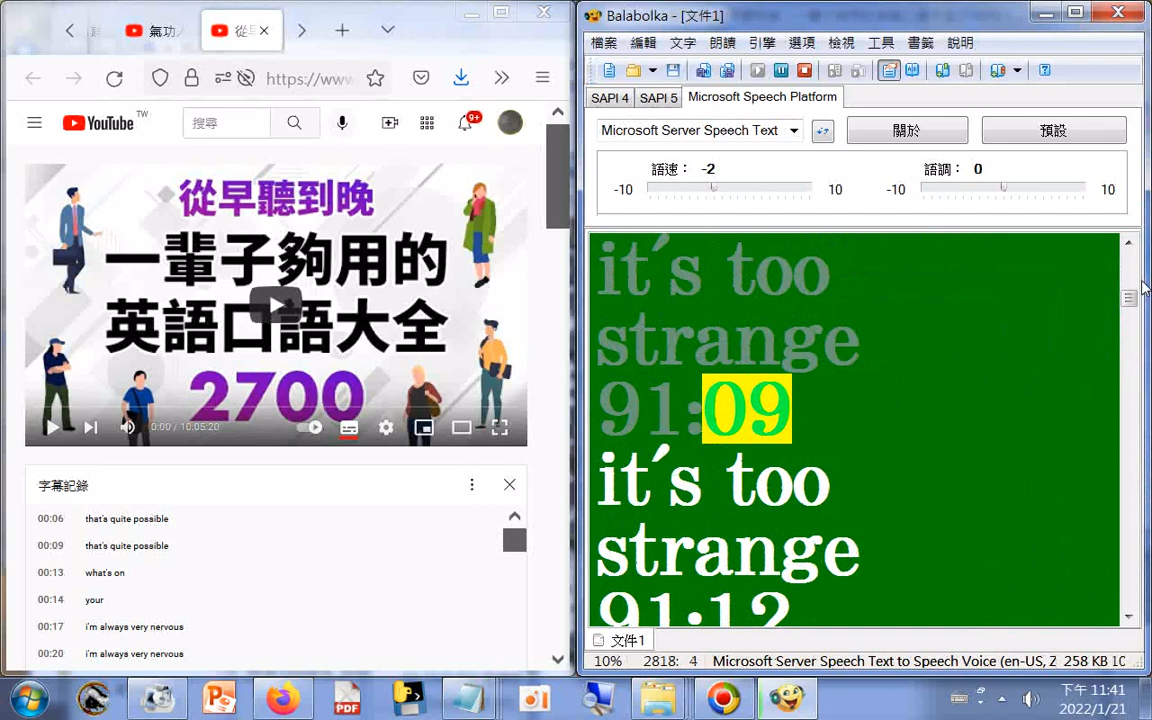 氣功
從
https://www
YouTube TW
搜尋
9+
從早聽到晚
一輩子夠用的
英語口語大全
2700
0:00 / 10:05:20
字幕記錄
00:06 that's quite possible
00:09 that's quite possible
00:13 what's on
00:14 your
00:17 i'm always very nervous
00:20 i'm always very nervous
Balabolka - [文件1]
檔案 編輯 文字 朗讀 引擎 選項 檢視 工具 書籤 說明
SAPI 4 SAPI 5 Microsoft Speech Platform
Microsoft Server Speech Text 關於 預設
語速： -2 語調： 0
-10 10 -10 10
it's too
strange
91:09
it's too
strange
91:12
文件1
10% 2818: 4 Microsoft Server Speech Text to Speech Voice (en-US, Z 258 KB 10
下午 11:41
2022/1/21